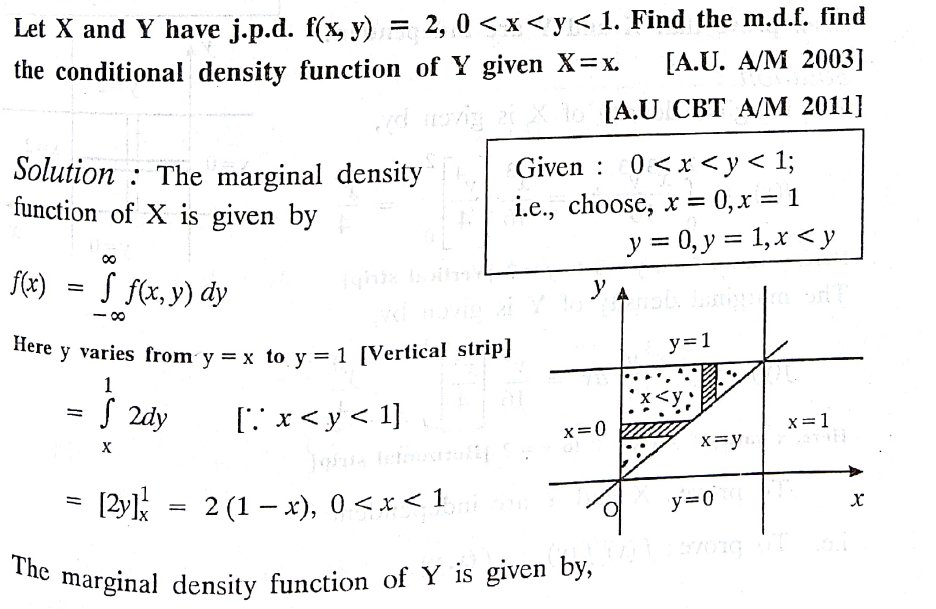 Let X and Y have j.p.d. f(x, y) = 2, 0 < x < y < 1. Find the m.d.f. find
the conditional density function of Y given X=x. [A.U. A/M 2003]
[A.U CBT A/M 2011]
Solution : The marginal density
function of X is given by
Given : 0 < x < y < 1;
i.e., choose, x = 0, x = 1
y = 0, y = 1, x < y
f(x) = ∫_{-∞}^{∞} f(x, y) dy
Here y varies from y = x to y = 1 [Vertical strip]
= ∫_{x}^{1} 2dy [∵ x < y < 1]
= [2y]_{x}^{1} = 2 (1 – x), 0 < x < 1
y
y=1
x<y
x=0
x=y
x=1
O
y=0
x
The marginal density function of Y is given by,